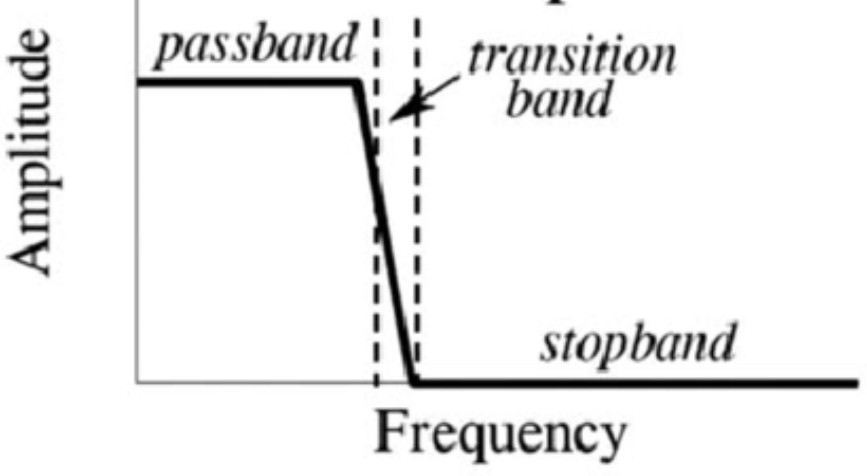 passband
transition
band
Amplitude
stopband
Frequency